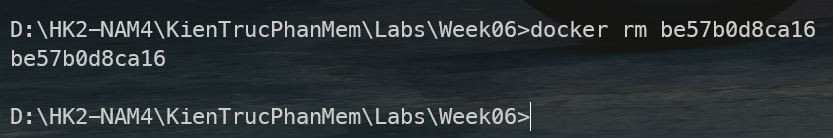 D:\HK2-NAM4\KienTrucPhanMem\Labs\Week06>docker rm be57b0d8ca16
be57b0d8ca16
D:\HK2-NAM4\KienTrucPhanMem\Labs\Week06>